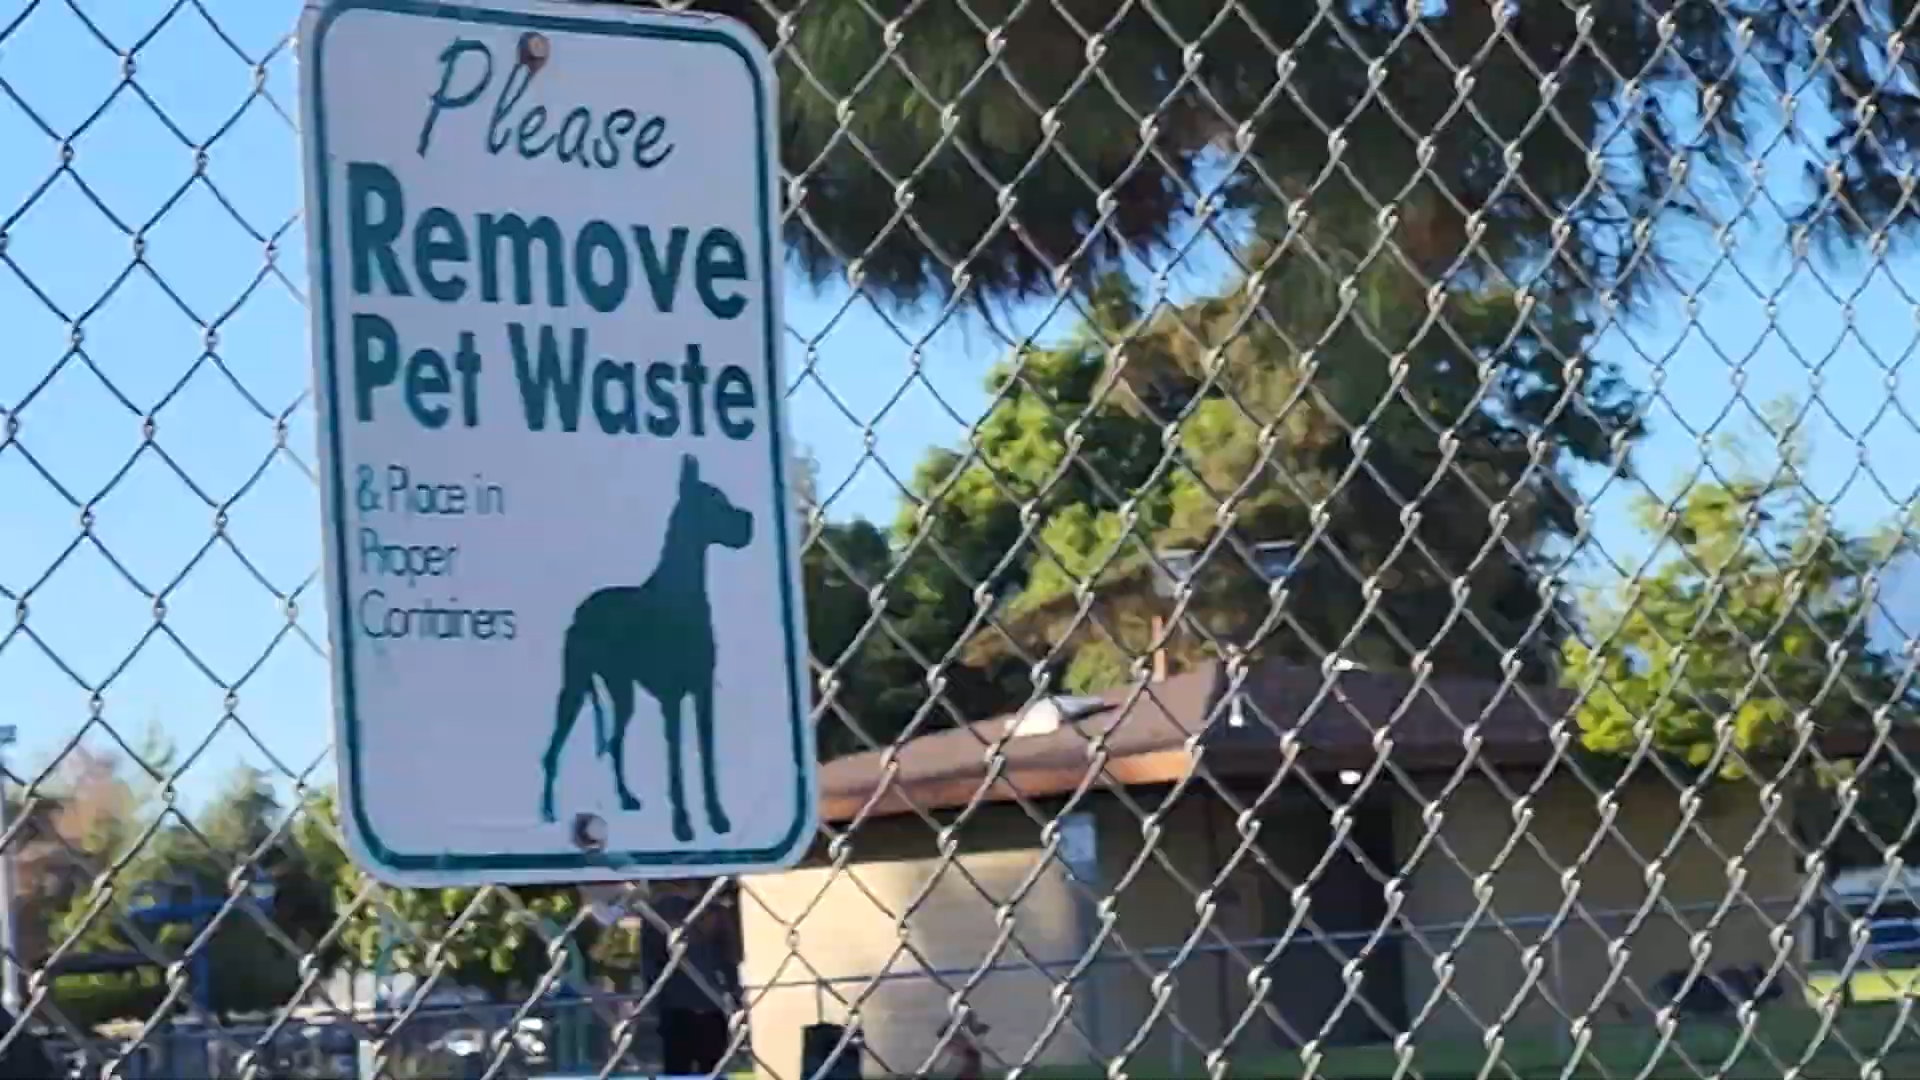 Please
Remove
Pet Waste
& Place in
Proper
Containers